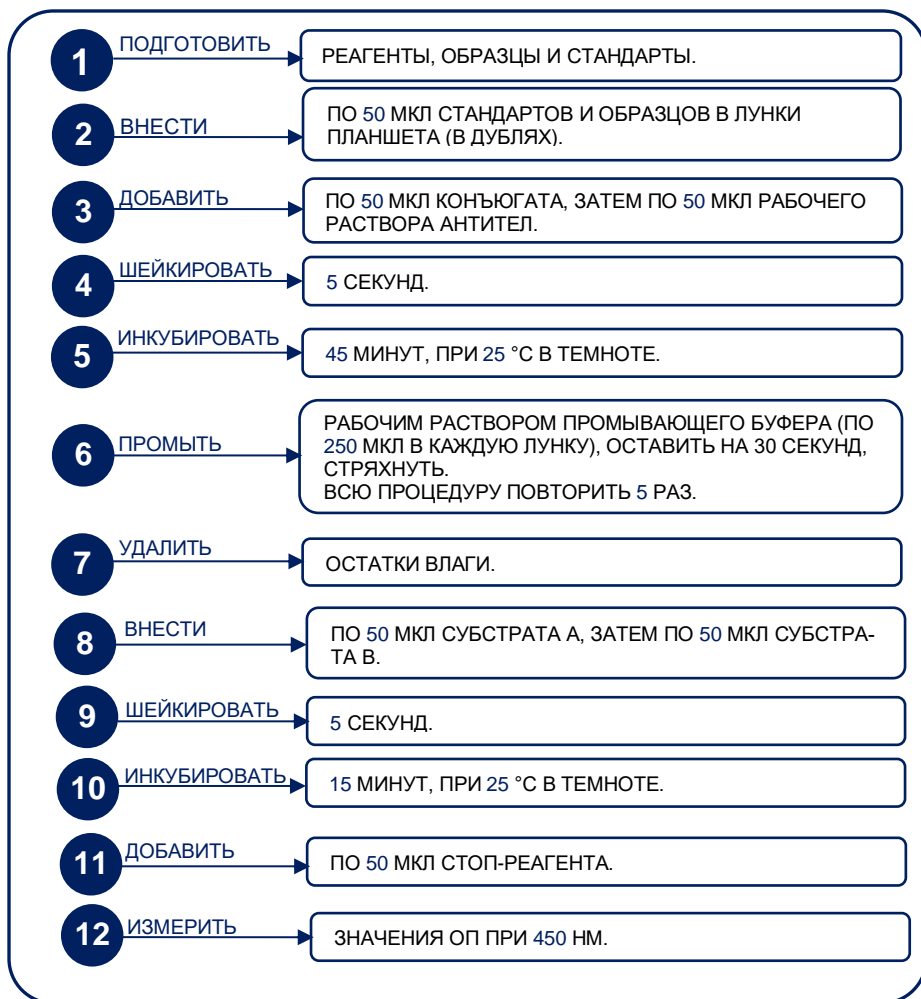 1 ПОДГОТОВИТЬ
РЕАГЕНТЫ, ОБРАЗЦЫ И СТАНДАРТЫ.
2 ВНЕСТИ
ПО 50 МКЛ СТАНДАРТОВ И ОБРАЗЦОВ В ЛУНКИ
ПЛАНШЕТА (В ДУБЛЯХ).
3 ДОБАВИТЬ
ПО 50 МКЛ КОНЪЮГАТА, ЗАТЕМ ПО 50 МКЛ РАБОЧЕГО
РАСТВОРА АНТИТЕЛ.
4 ШЕЙКИРОВАТЬ
5 СЕКУНД.
5 ИНКУБИРОВАТЬ
45 МИНУТ, ПРИ 25 °С В ТЕМНОТЕ.
6 ПРОМЫТЬ
РАБОЧИМ РАСТВОРОМ ПРОМЫВАЮЩЕГО БУФЕРА (ПО
250 МКЛ В КАЖДУЮ ЛУНКУ), ОСТАВИТЬ НА 30 СЕКУНД,
СТРЯХНУТЬ.
ВСЮ ПРОЦЕДУРУ ПОВТОРИТЬ 5 РАЗ.
7 УДАЛИТЬ
ОСТАТКИ ВЛАГИ.
8 ВНЕСТИ
ПО 50 МКЛ СУБСТРАТА А, ЗАТЕМ ПО 50 МКЛ СУБСТРА-
ТА В.
9 ШЕЙКИРОВАТЬ
5 СЕКУНД.
10 ИНКУБИРОВАТЬ
15 МИНУТ, ПРИ 25 °С В ТЕМНОТЕ.
11 ДОБАВИТЬ
ПО 50 МКЛ СТОП-РЕАГЕНТА.
12 ИЗМЕРИТЬ
ЗНАЧЕНИЯ ОП ПРИ 450 НМ.